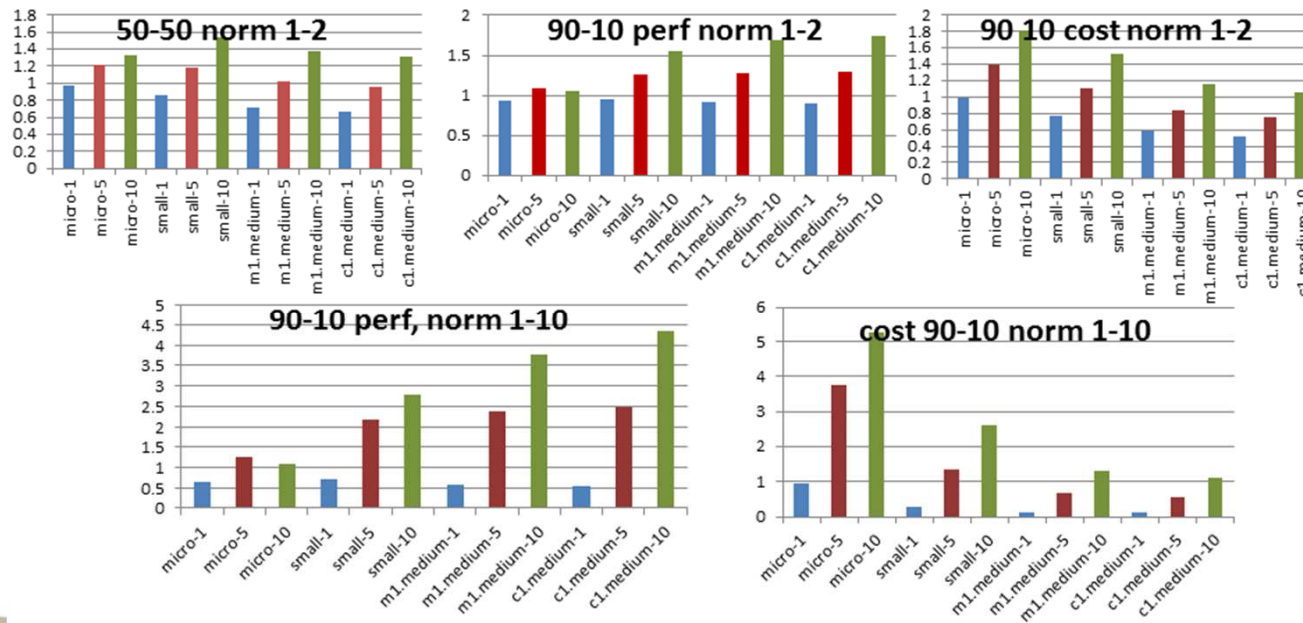 50-50 norm 1-2
1.8
1.6
1.4
1.2
1
0.8
0.6
0.4
0.2
0
micro-1
micro-5
micro-10
small-1
small-5
small-10
m1.medium-1
m1.medium-5
m1.medium-10
c1.medium-1
c1.medium-5
c1.medium-10
90-10 perf norm 1-2
2
1.5
1
0.5
0
micro-1
micro-5
micro-10
small-1
small-5
small-10
m1.medium-1
m1.medium-5
m1.medium-10
c1.medium-1
c1.medium-5
c1.medium-10
90 10 cost norm 1-2
2
1.8
1.6
1.4
1.2
1
0.8
0.6
0.4
0.2
0
micro-1
micro-5
micro-10
small-1
small-5
small-10
m1.medium-1
m1.medium-5
m1.medium-10
c1.medium-1
c1.medium-5
c1.medium-10
90-10 perf, norm 1-10
5
4.5
4
3.5
3
2.5
2
1.5
1
0.5
0
micro-1
micro-5
micro-10
small-1
small-5
small-10
m1.medium-1
m1.medium-5
m1.medium-10
c1.medium-1
c1.medium-5
c1.medium-10
cost 90-10 norm 1-10
6
5
4
3
2
1
0
micro-1
micro-5
micro-10
small-1
small-5
small-10
m1.medium-1
m1.medium-5
m1.medium-10
c1.medium-1
c1.medium-5
c1.medium-10